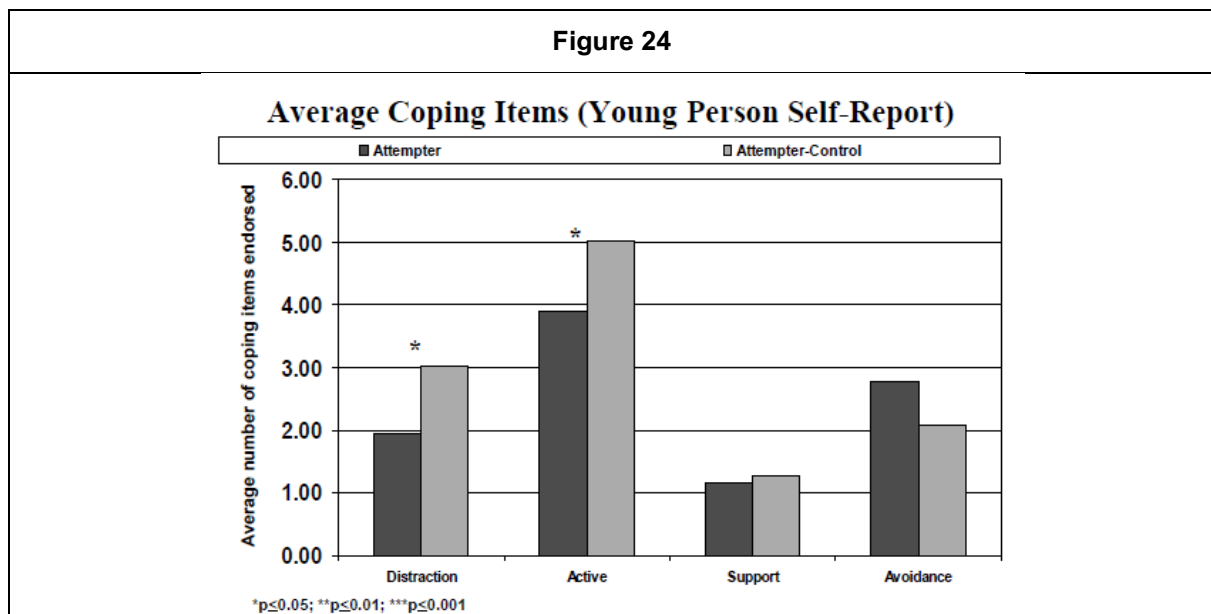 Figure 24
Average Coping Items (Young Person Self-Report)
Attempter Attempter-Control
Average number of coping items endorsed
6.00
5.00
4.00
3.00
2.00
1.00
0.00
*
*
Distraction Active Support Avoidance
*p≤0.05; **p≤0.01; ***p≤0.001